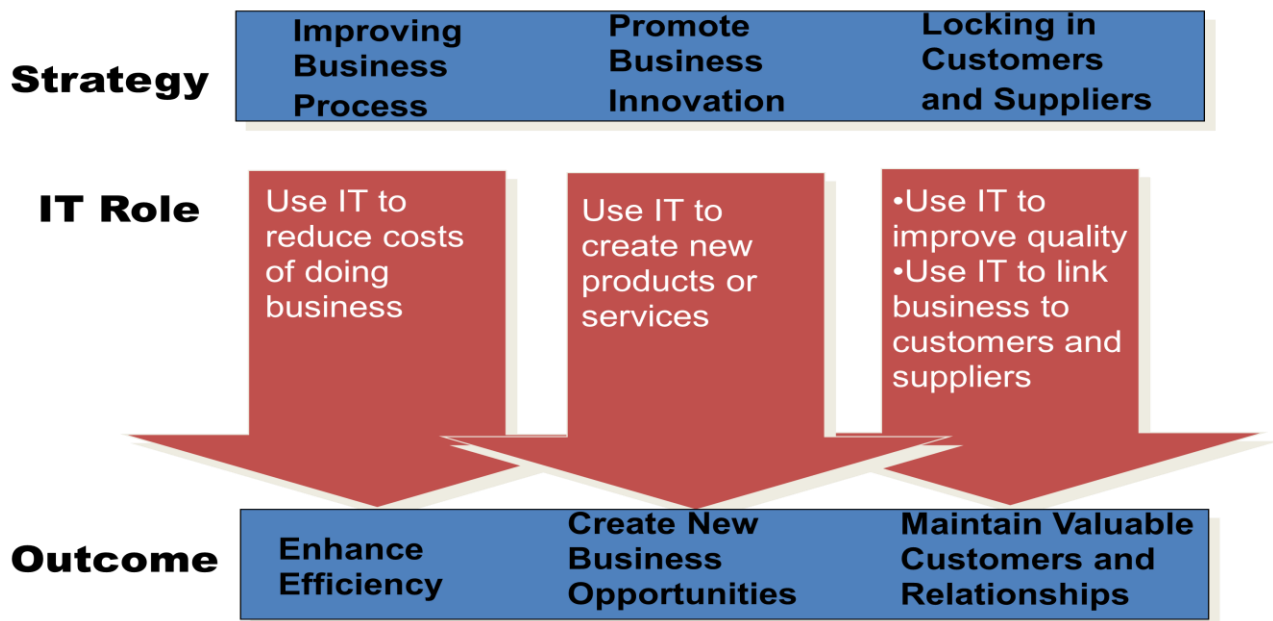 Strategy
Improving
Business
Process
Promote
Business
Innovation
Locking in
Customers
and Suppliers
IT Role
Use IT to
reduce costs
of doing
business
Use IT to
create new
products or
services
•Use IT to
improve quality
•Use IT to link
business to
customers and
suppliers
Outcome
Enhance
Efficiency
Create New
Business
Opportunities
Maintain Valuable
Customers and
Relationships